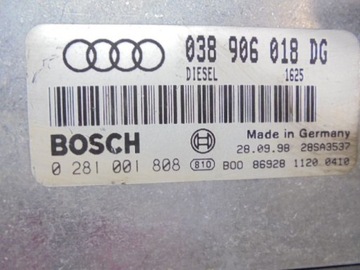 038 906 018 DG
DIESEL 1625
BOSCH
Made in Germany
28.09.98 28SA3537
0 281 001 808 810 B00 86928 1120.0410